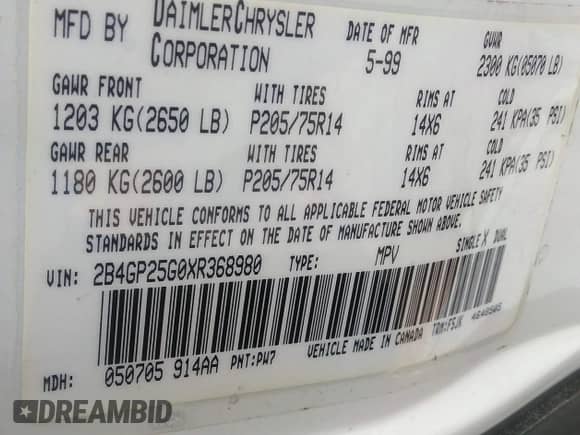 MFD BY DAIMLERCHRYSLER CORPORATION DATE OF MFR 5-99 GVWR 2300 KG(05070 LB)
GAWR FRONT WITH TIRES RIMS AT COLD
1203 KG(2650 LB) P205/75R14 14X6 241 KPA(35 PSI)
GAWR REAR WITH TIRES RIMS AT COLD
1180 KG(2600 LB) P205/75R14 14X6 241 KPA(35 PSI)
THIS VEHICLE CONFORMS TO ALL APPLICABLE FEDERAL MOTOR VEHICLE SAFETY
STANDARDS IN EFFECT ON THE DATE OF MANUFACTURE SHOWN ABOVE.
VIN: 2B4GP25G0XR368980 TYPE: MPV SINGLE X DUAL
MDH: 050705 914AA PNT:PW7 VEHICLE MADE IN CANADA TRM:F5JK
DREAMBID